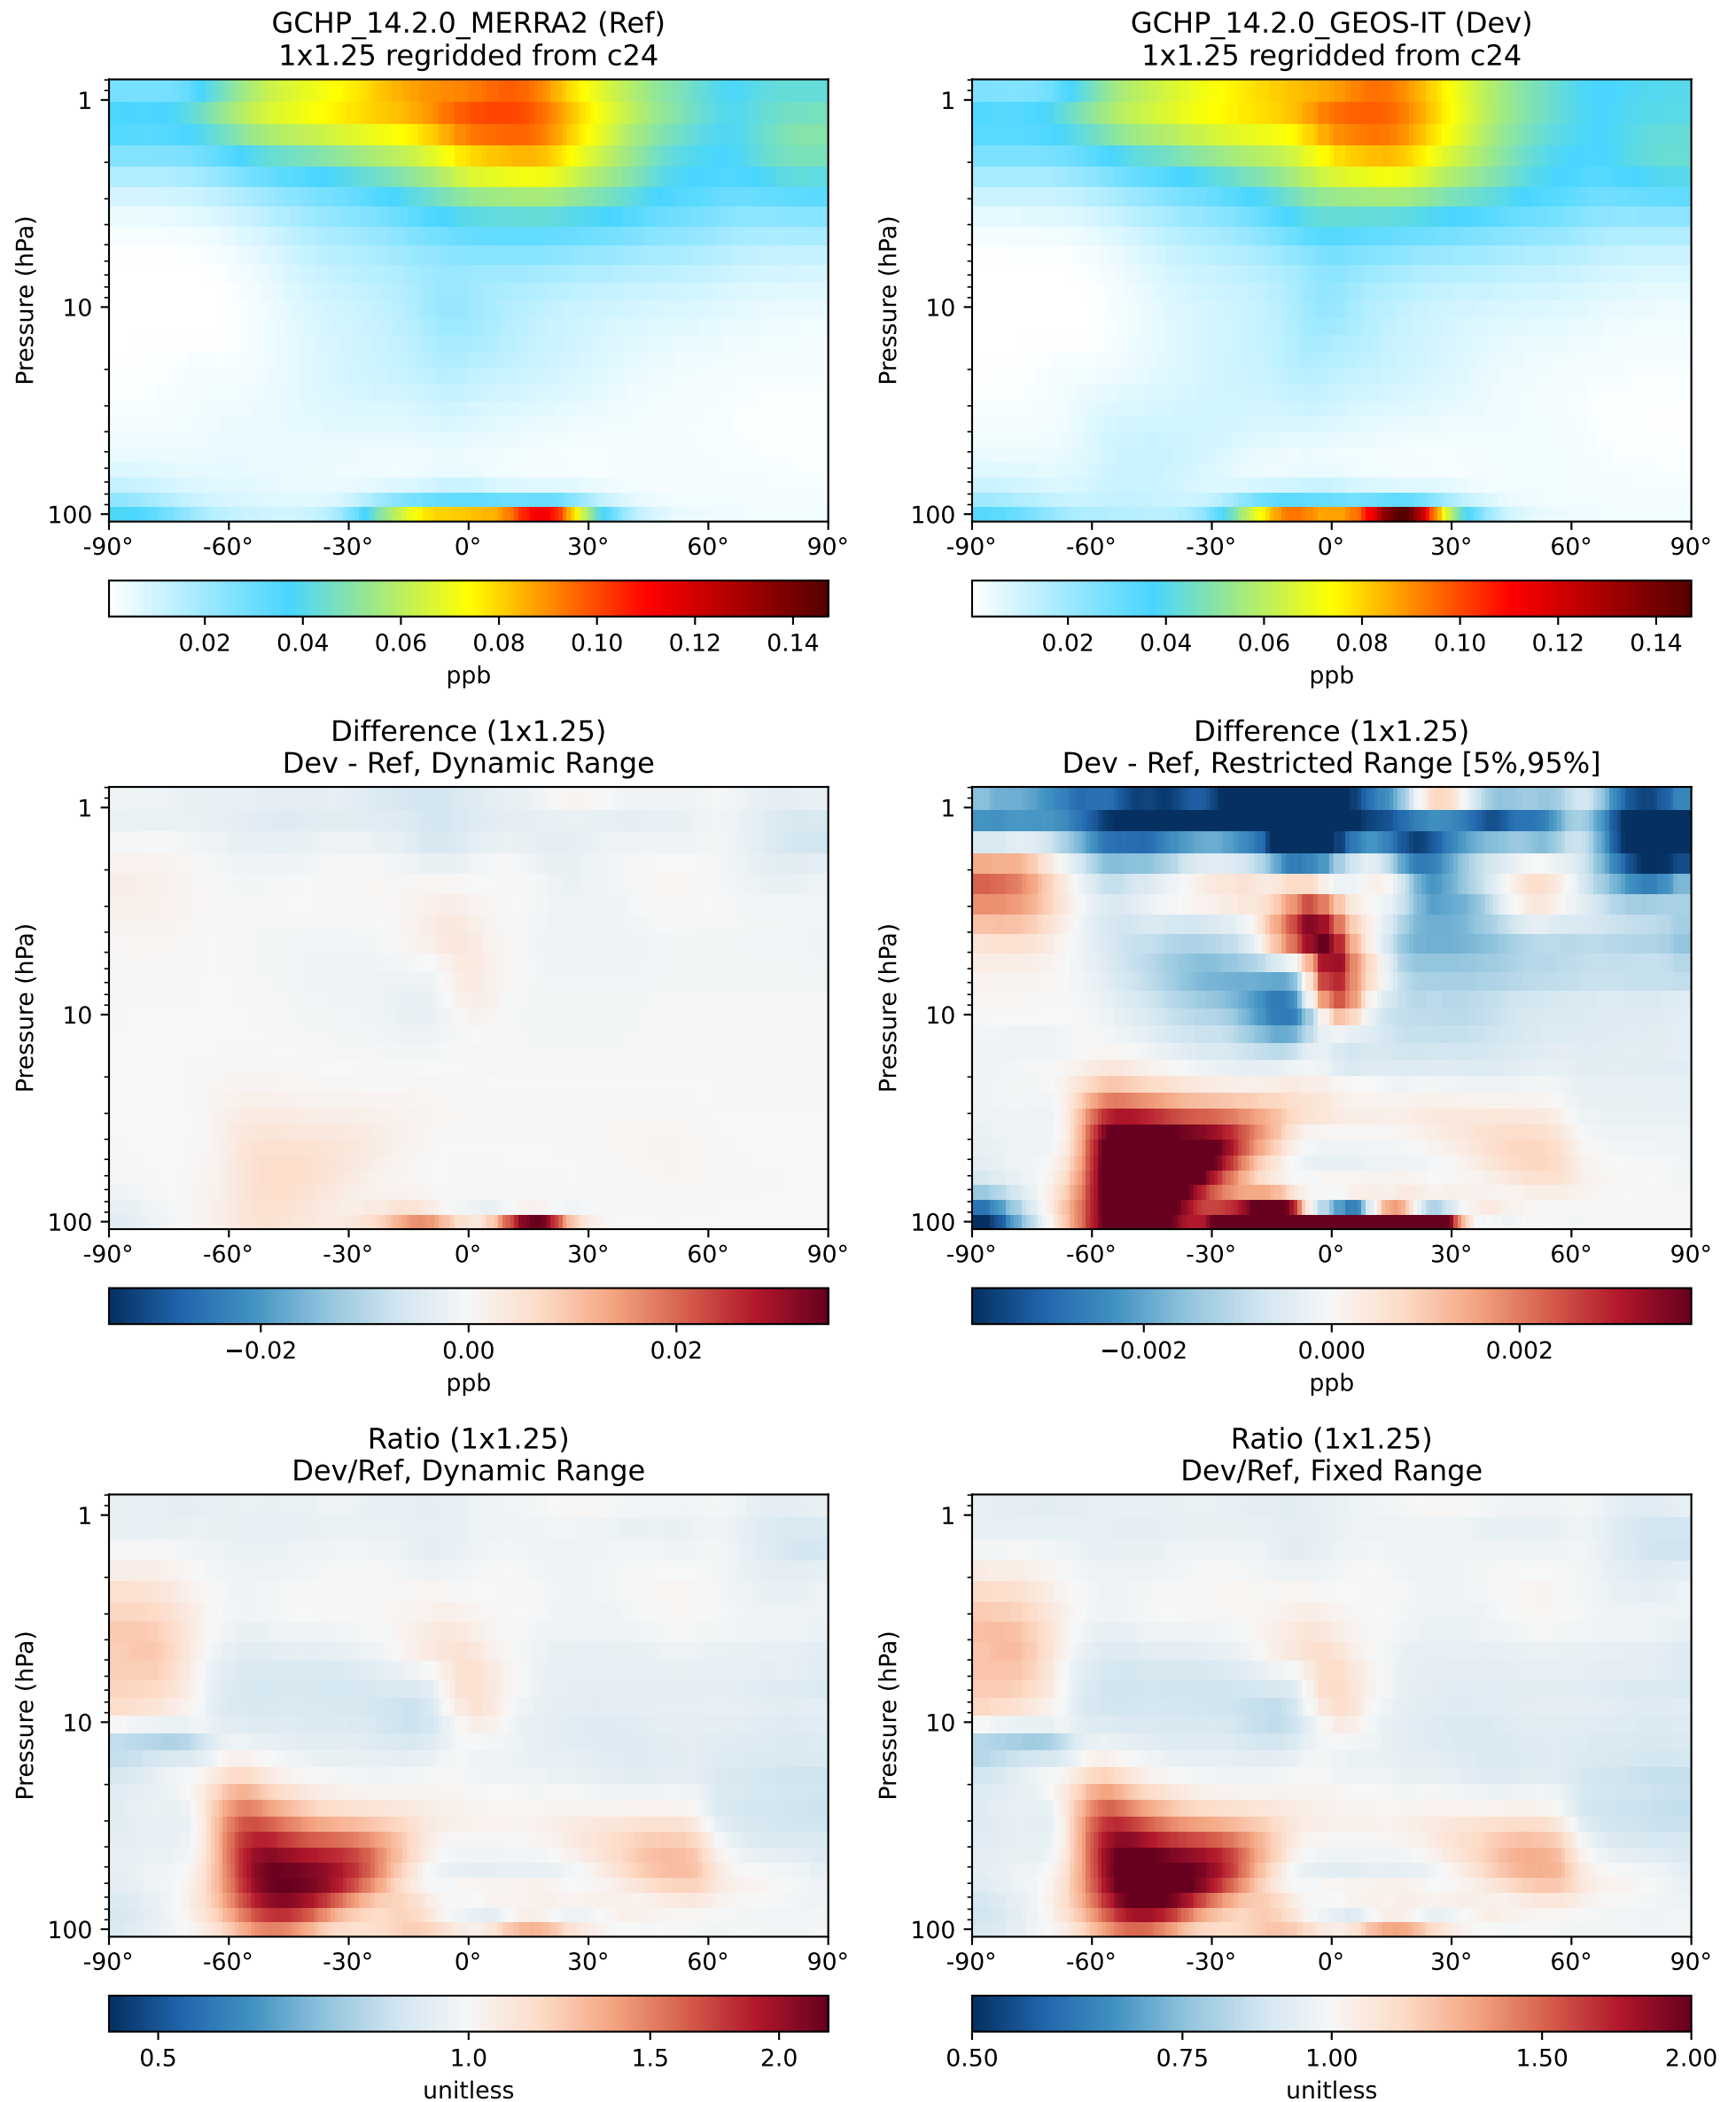 GCHP_14.2.0_MERRA2 (Ref)
1x1.25 regridded from c24
Pressure (hPa)
1
10
100
-90° -60° -30° 0° 30° 60° 90°
0.02 0.04 0.06 0.08 0.10 0.12 0.14
ppb
GCHP_14.2.0_GEOS-IT (Dev)
1x1.25 regridded from c24
Pressure (hPa)
1
10
100
-90° -60° -30° 0° 30° 60° 90°
0.02 0.04 0.06 0.08 0.10 0.12 0.14
ppb
Difference (1x1.25)
Dev - Ref, Dynamic Range
Pressure (hPa)
1
10
100
-90° -60° -30° 0° 30° 60° 90°
−0.02 0.00 0.02
ppb
Difference (1x1.25)
Dev - Ref, Restricted Range [5%,95%]
Pressure (hPa)
1
10
100
-90° -60° -30° 0° 30° 60° 90°
−0.002 0.000 0.002
ppb
Ratio (1x1.25)
Dev/Ref, Dynamic Range
Pressure (hPa)
1
10
100
-90° -60° -30° 0° 30° 60° 90°
0.5 1.0 1.5 2.0
unitless
Ratio (1x1.25)
Dev/Ref, Fixed Range
Pressure (hPa)
1
10
100
-90° -60° -30° 0° 30° 60° 90°
0.50 0.75 1.00 1.50 2.00
unitless